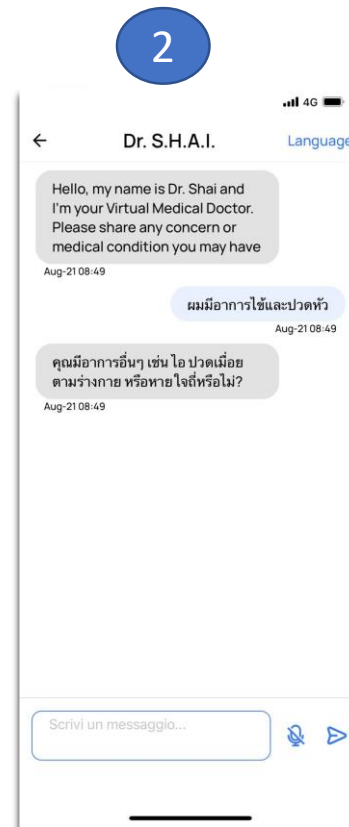 2
4G
Dr. S.H.A.I.
Language
Hello, my name is Dr. Shai and
I'm your Virtual Medical Doctor.
Please share any concern or
medical condition you may have
Aug-21 08:49
ผมมีอาการไข้และปวดหัว
Aug-21 08:49
คุณมีอาการอื่นๆ เช่น ไอ ปวดเมื่อย
ตามร่างกาย หรือหายใจถี่หรือไม่?
Aug-21 08:49
Scrivi un messaggio...